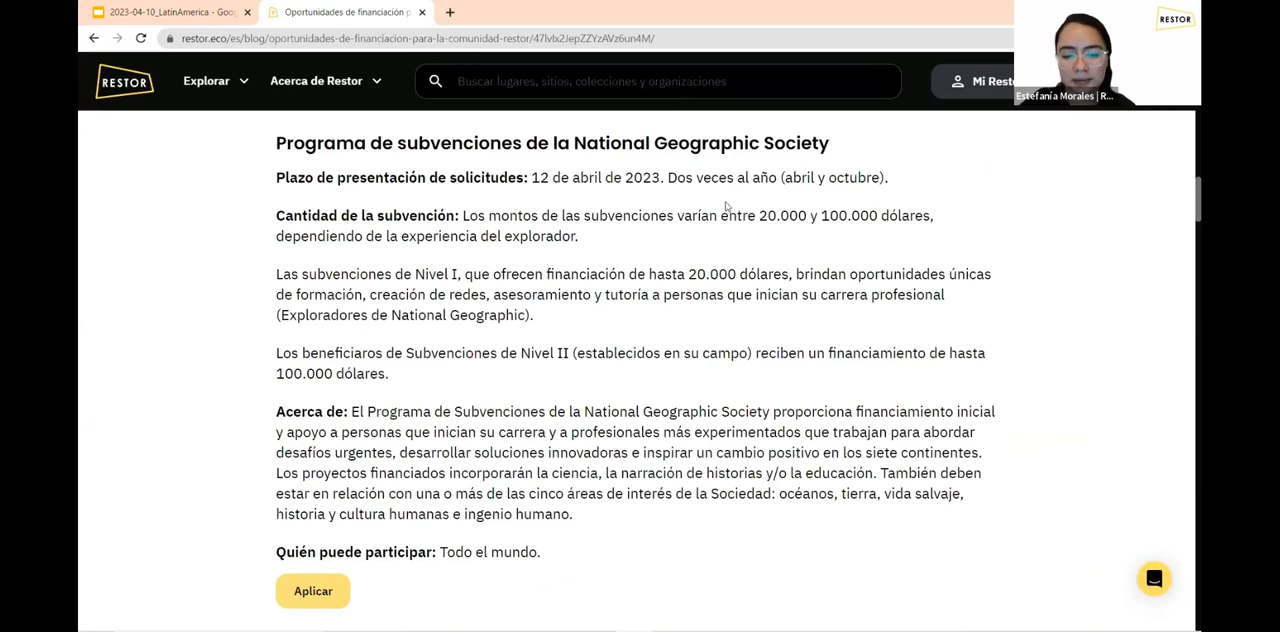 2023-04-10_LatinAmerica - Goog
Oportunidades de financiación p
restor.eco/es/blog/oportunidades-de-financiacion-para-la-comunidad-restor/47lvlx2JepZZYzAVz6un4M/
RESTOR
RESTOR
Explorar
Acerca de Restor
Buscar lugares, sitios, colecciones y organizaciones
Mi Resto
Estefanía Morales | R...
Programa de subvenciones de la National Geographic Society
Plazo de presentación de solicitudes: 12 de abril de 2023. Dos veces al año (abril y octubre).
Cantidad de la subvención: Los montos de las subvenciones varían entre 20.000 y 100.000 dólares,
dependiendo de la experiencia del explorador.
Las subvenciones de Nivel I, que ofrecen financiación de hasta 20.000 dólares, brindan oportunidades únicas
de formación, creación de redes, asesoramiento y tutoría a personas que inician su carrera profesional
(Exploradores de National Geographic).
Los beneficiaros de Subvenciones de Nivel II (establecidos en su campo) reciben un financiamiento de hasta
100.000 dólares.
Acerca de: El Programa de Subvenciones de la National Geographic Society proporciona financiamiento inicial
y apoyo a personas que inician su carrera y a profesionales más experimentados que trabajan para abordar
desafíos urgentes, desarrollar soluciones innovadoras e inspirar un cambio positivo en los siete continentes.
Los proyectos financiados incorporarán la ciencia, la narración de historias y/o la educación. También deben
estar en relación con una o más de las cinco áreas de interés de la Sociedad: océanos, tierra, vida salvaje,
historia y cultura humanas e ingenio humano.
Quién puede participar: Todo el mundo.
Aplicar